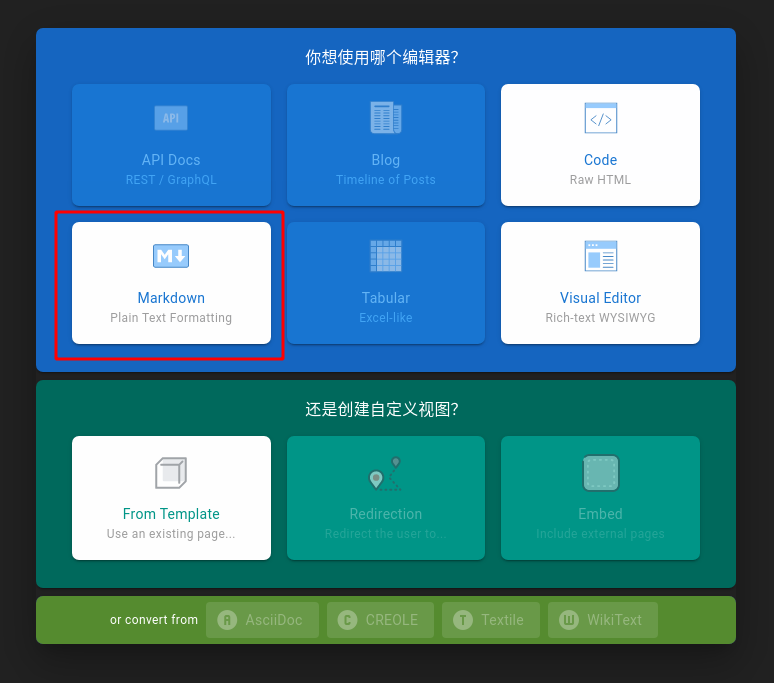 你想使用哪个编辑器？
API
API Docs
REST / GraphQL
Blog
Timeline of Posts
</>
Code
Raw HTML
M
Markdown
Plain Text Formatting
Tabular
Excel-like
Visual Editor
Rich-text WYSIWYG
还是创建自定义视图？
From Template
Use an existing page...
Redirection
Redirect the user to...
Embed
Include external pages
or convert from
A AsciiDoc
C CREOLE
T Textile
W WikiText